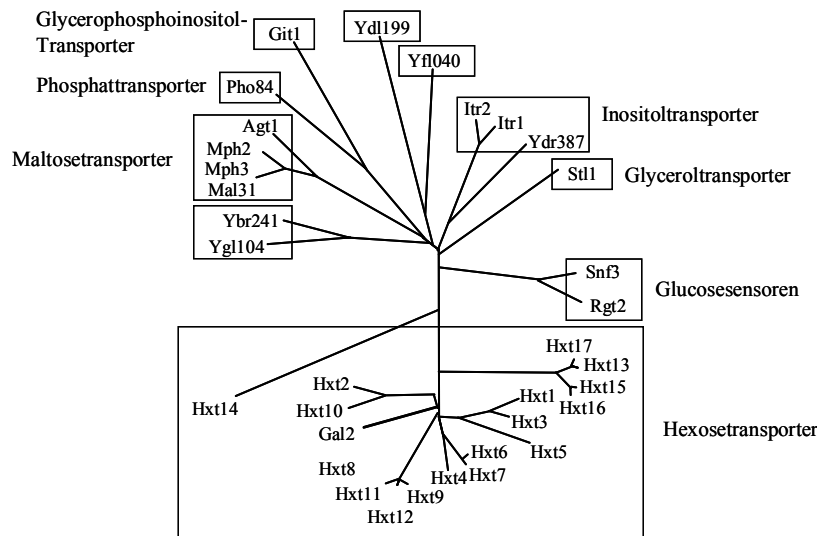 Glycerophosphoinositol-
Transporter
Git1
Ydl199
Yfl040
Phosphattransporter
Pho84
Maltosetransporter
Agt1
Mph2
Mph3
Mal31
Itr2
Itr1
Ydr387
Inositoltransporter
Stl1
Glyceroltransporter
Ybr241
Ygl104
Snf3
Rgt2
Glucosesensoren
Hxt14
Hxt17
Hxt13
Hxt15
Hxt16
Hxt2
Hxt10
Gal2
Hxt1
Hxt3
Hxt5
Hexosetransporter
Hxt6
Hxt7
Hxt4
Hxt8
Hxt11
Hxt9
Hxt12